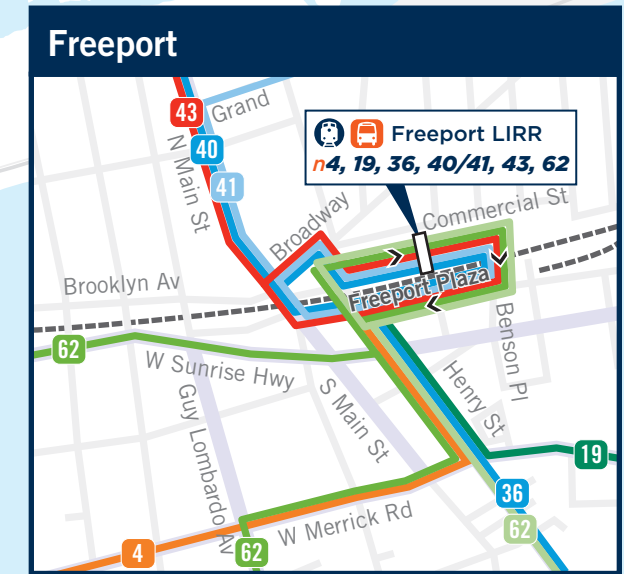 Freeport
43
Grand
40
41
N Main St
Freeport LIRR
n4, 19, 36, 40/41, 43, 62
Broadway
Commercial St
Brooklyn Av
Freeport Plaza
62
W Sunrise Hwy
Benson Pl
Guy Lombardo Av
S Main St
Henry St
19
36
62
W Merrick Rd
4
62